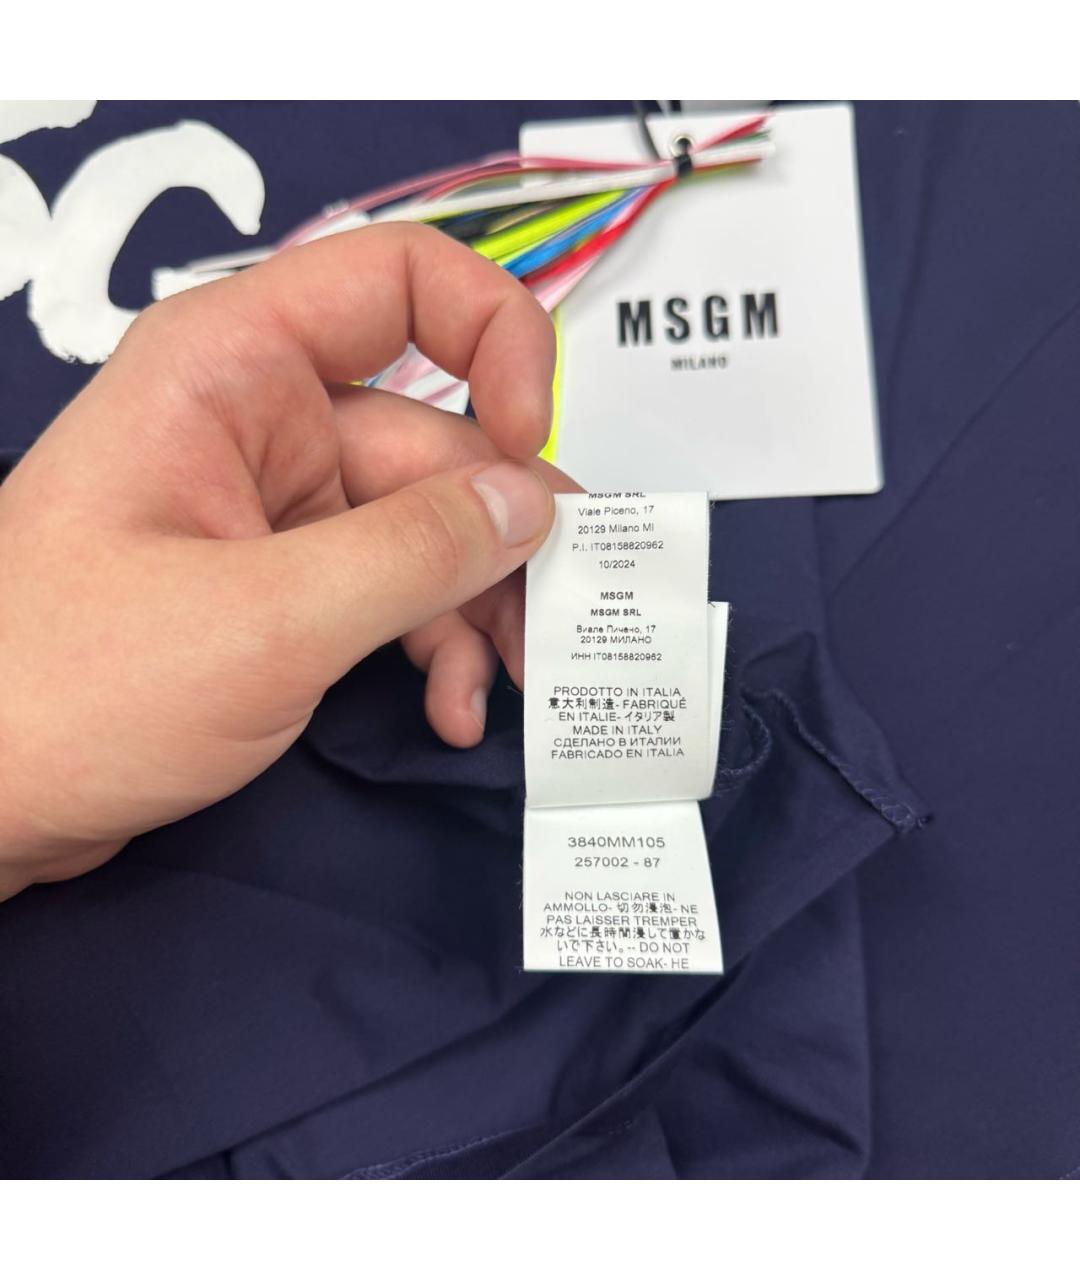 MSGM
MILANO
MSGM SRL
Viale Piceno, 17
20129 Milano MI
P.I. IT08158820962
10/2024
MSGM
MSGM SRL
Виале Пичено, 17
20129 МИЛАНО
ИНН IT08158820962
PRODOTTO IN ITALIA
意大利制造- FABRIQUÉ
EN ITALIE- イタリア製
MADE IN ITALY
СДЕЛАНО В ИТАЛИИ
FABRICADO EN ITALIA
3840MM105
257002 - 87
NON LASCIARE IN
AMMOLLO- 切勿浸泡- NE
PAS LAISSER TREMPER
水などに長時間浸して置かな
いで下さい。-- DO NOT
LEAVE TO SOAK- НЕ